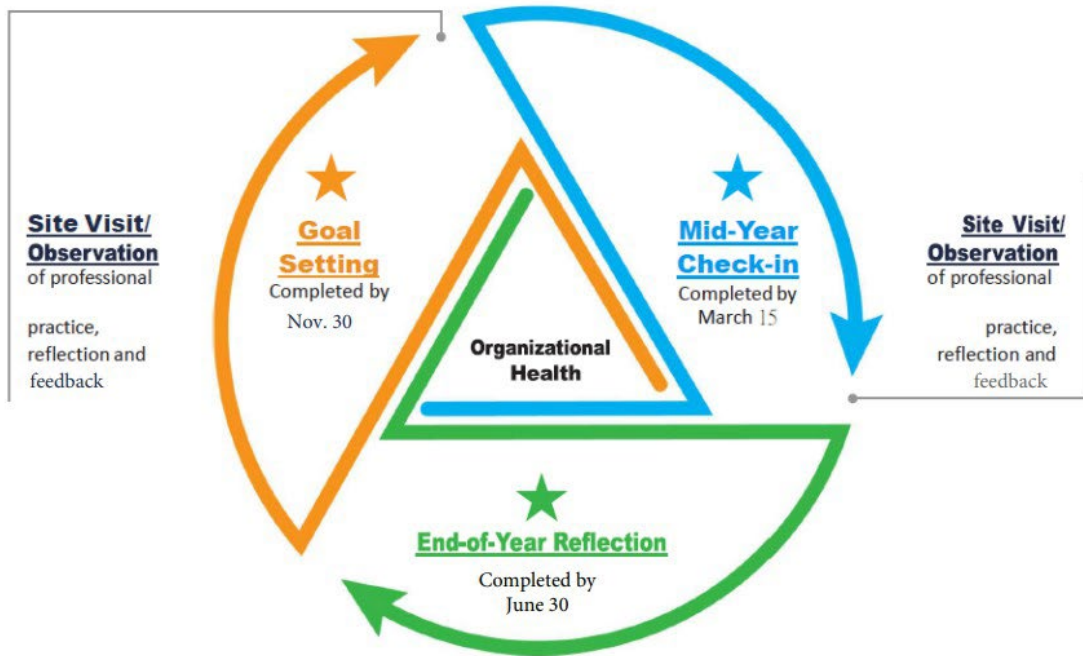 Site Visit/
Observation
of professional
practice,
reflection and
feedback
Goal
Setting
Completed by
Nov. 30
Organizational
Health
Mid-Year
Check-in
Completed by
March 15
Site Visit/
Observation
of professional
practice,
reflection and
feedback
End-of-Year Reflection
Completed by
June 30